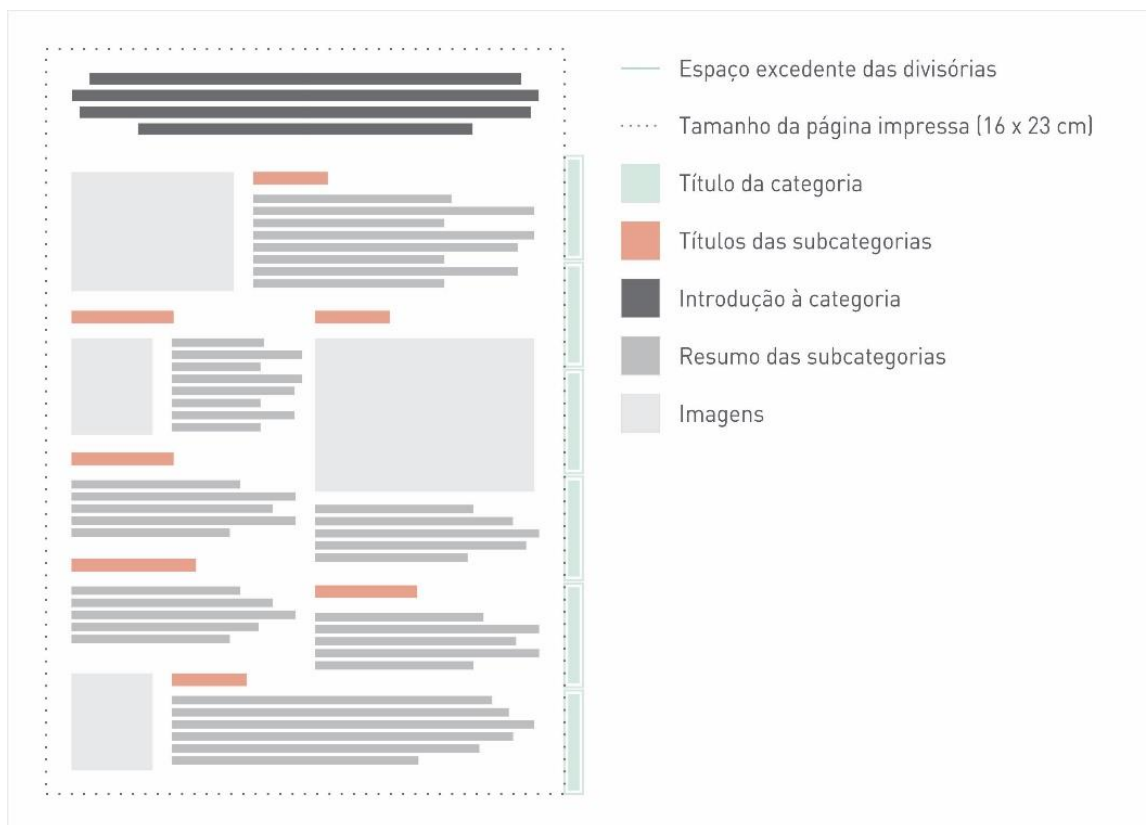 Espaço excedente das divisórias
Tamanho da página impressa (16 x 23 cm)
Título da categoria
Títulos das subcategorias
Introdução à categoria
Resumo das subcategorias
Imagens